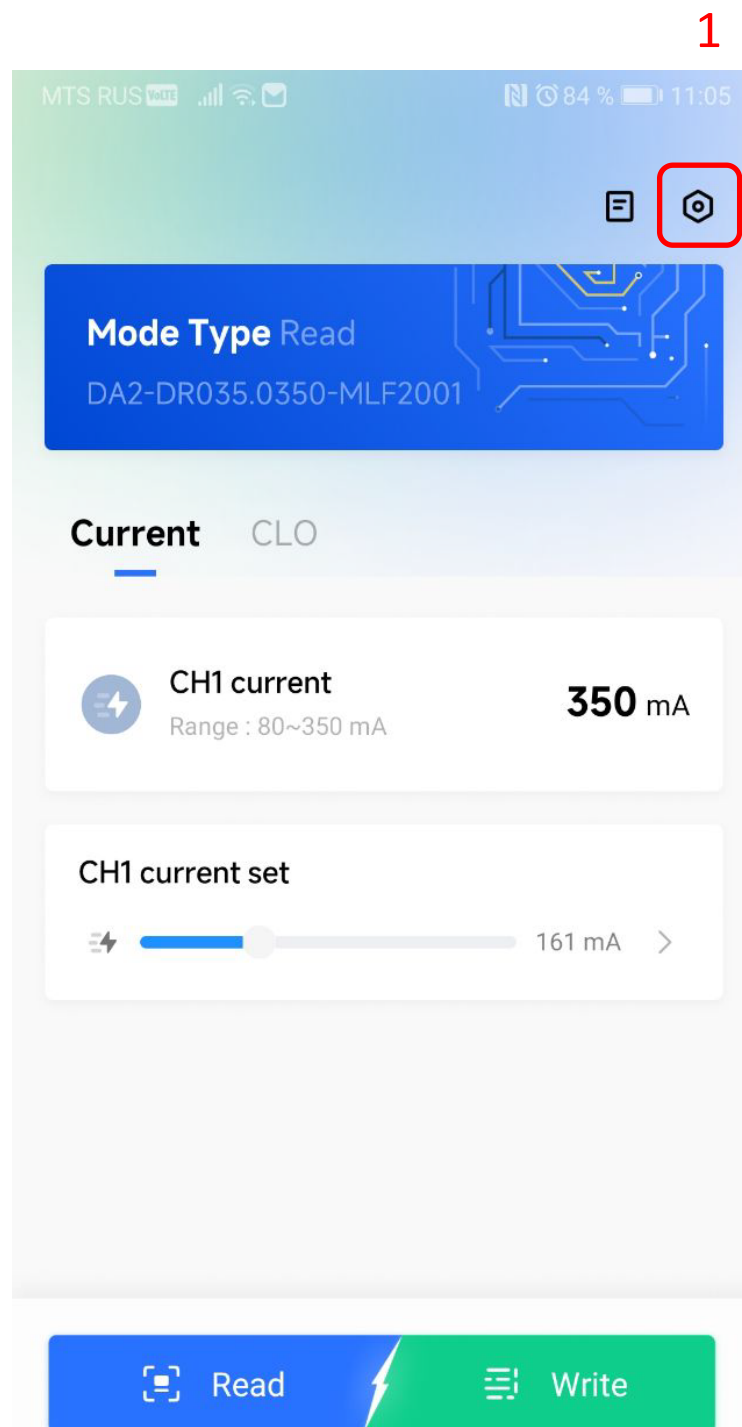 1
MTS RUS VoLTE 84 % 11:05
Mode Type Read
DA2-DR035.0350-MLF2001
Current CLO
CH1 current
350 mA
Range : 80~350 mA
CH1 current set
161 mA
Read Write